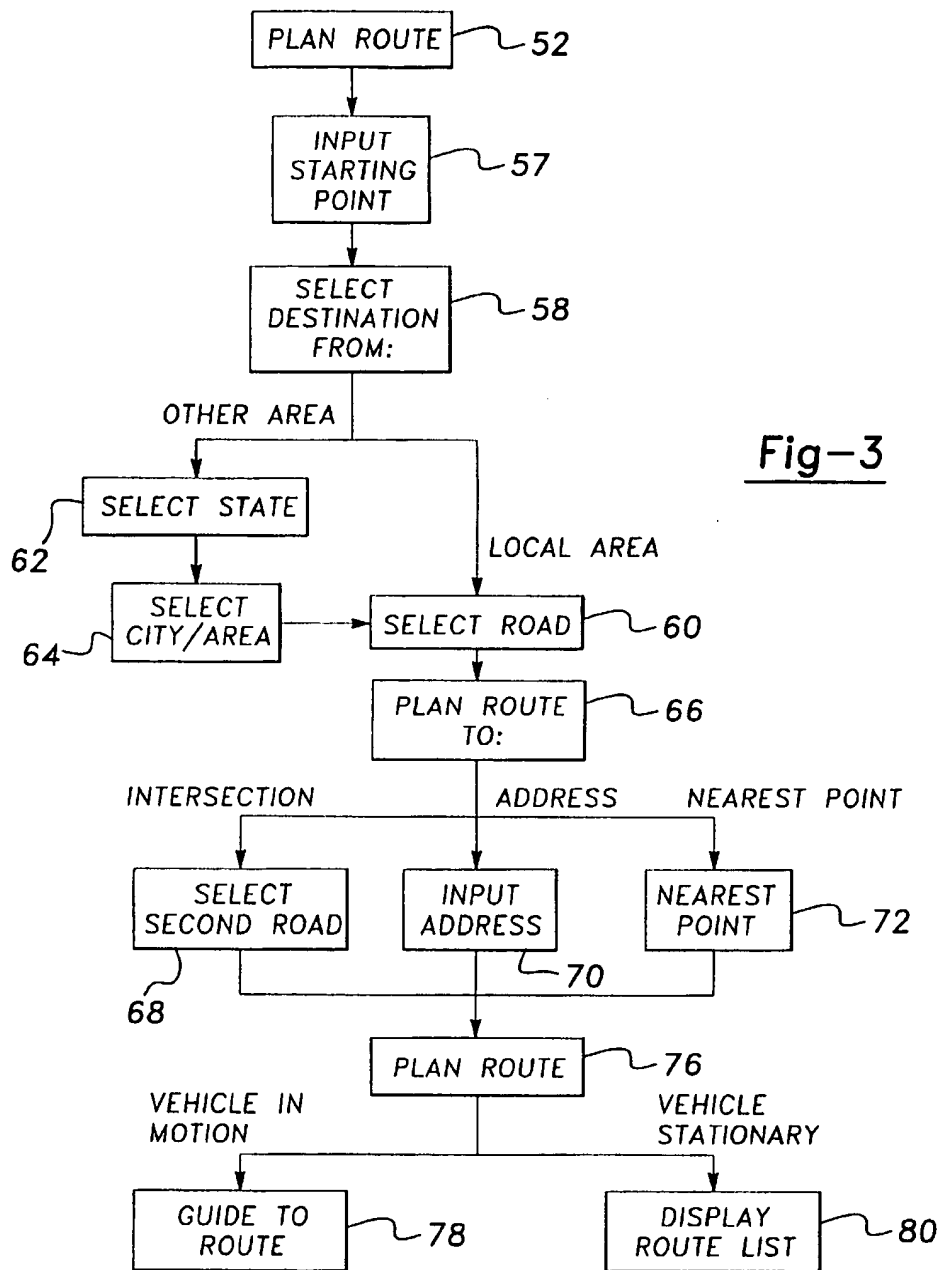 PLAN ROUTE
52
INPUT
STARTING
POINT
57
SELECT
DESTINATION
FROM:
58
OTHER AREA
Fig-3
SELECT STATE
62
LOCAL AREA
SELECT
CITY/AREA
64
SELECT ROAD
60
PLAN ROUTE
TO:
66
INTERSECTION
ADDRESS
NEAREST POINT
SELECT
SECOND ROAD
68
INPUT
ADDRESS
70
NEAREST
POINT
72
PLAN ROUTE
76
VEHICLE IN
MOTION
VEHICLE
STATIONARY
GUIDE TO
ROUTE
78
DISPLAY
ROUTE LIST
80